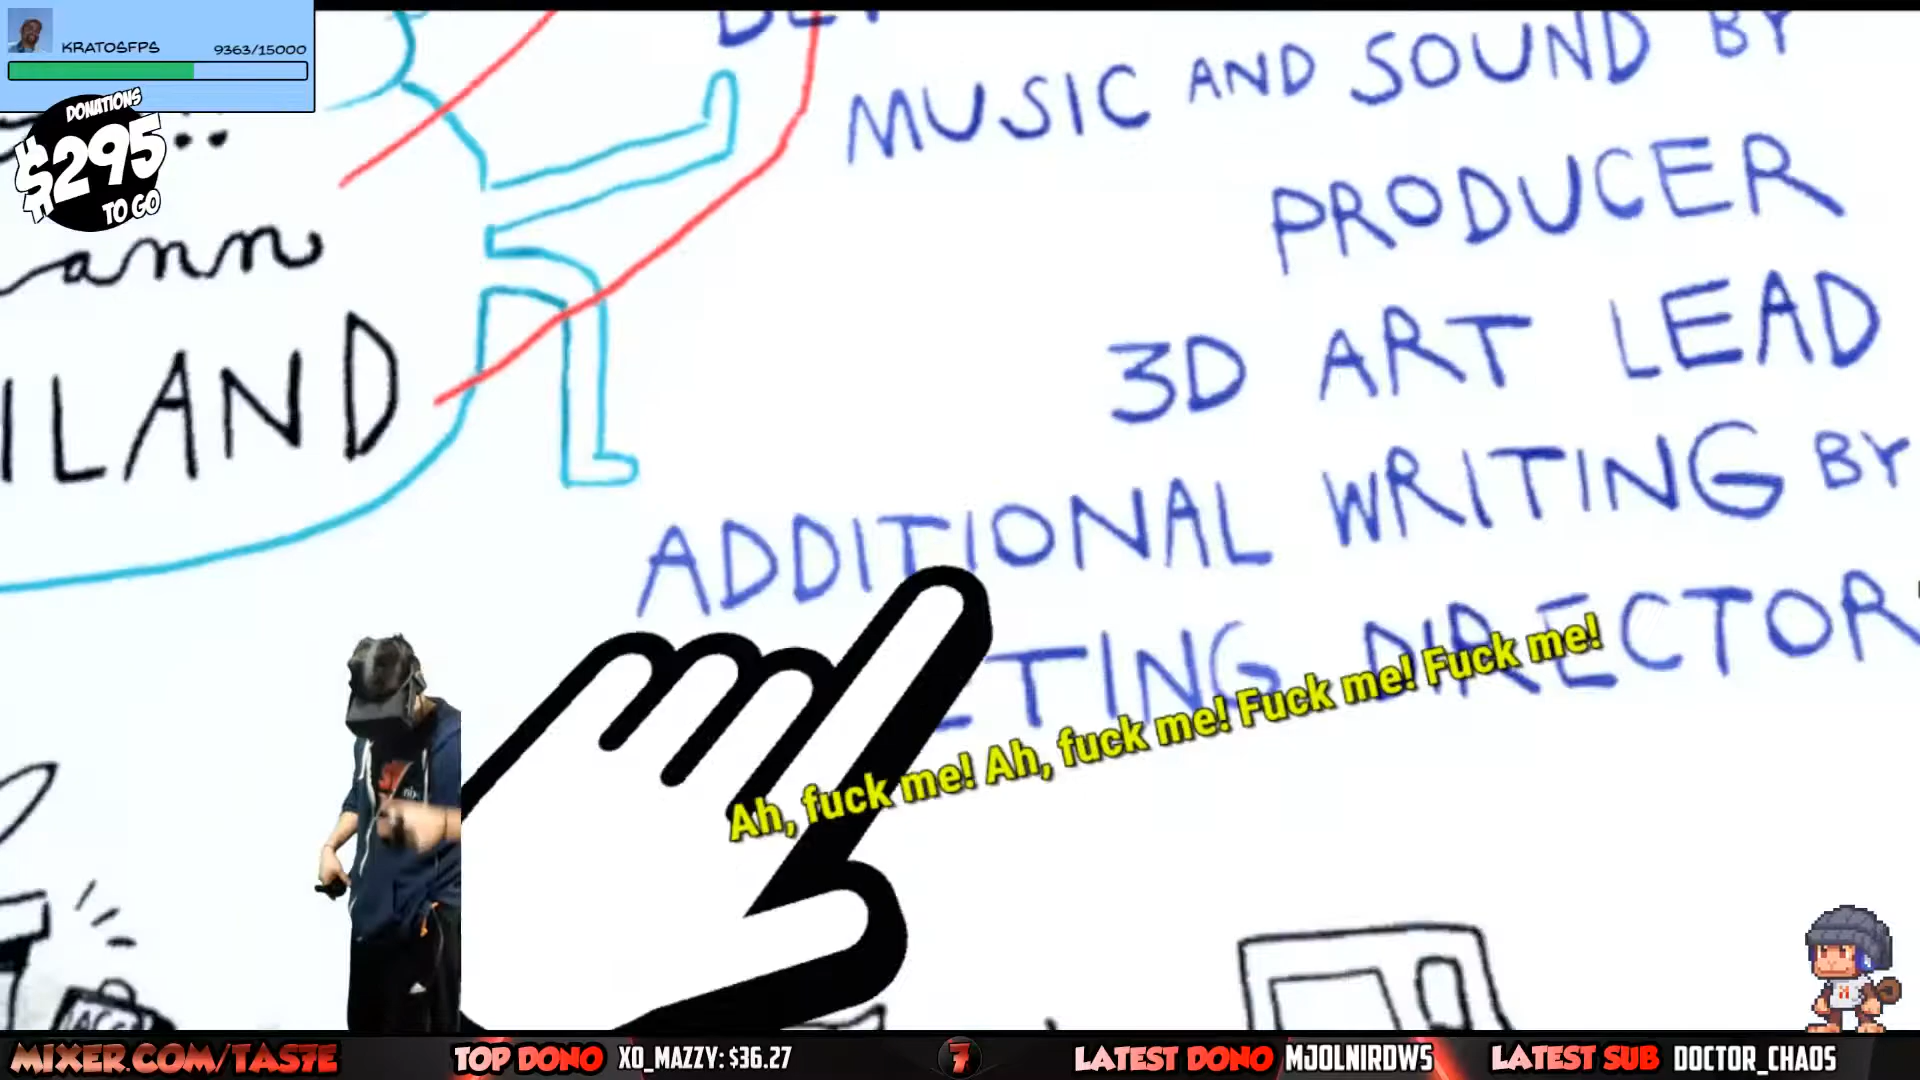 KRATOSFPS 9363/15000
DONATIONS
$295
TO GO
MUSIC AND SOUND BY
PRODUCER
ann
ILAND
3D ART LEAD
ADDITIONAL WRITING BY
TING DIRECTOR
Ah, fuck me! Ah, fuck me! Fuck me! Fuck me!
MIXER.COM/TAS7E
TOP DONO XO_MAZZY: $36.27
7
LATEST DONO MJOLNIRDWS
LATEST SUB DOCTOR_CHAOS